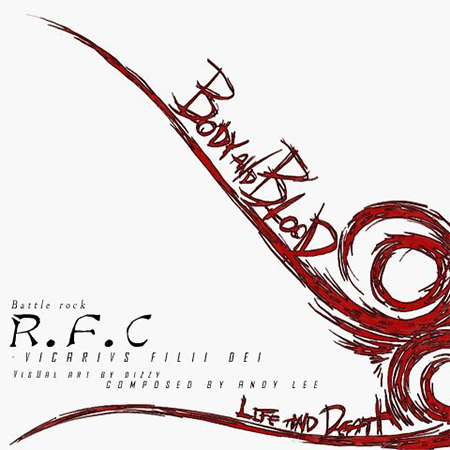 BODY AND BLOOD
Battle rock
R.F.C
- VICARIVS FILII DEI
VISUAL ART BY DIZZY
COMPOSED BY ANDY LEE
LIFE AND DEATH